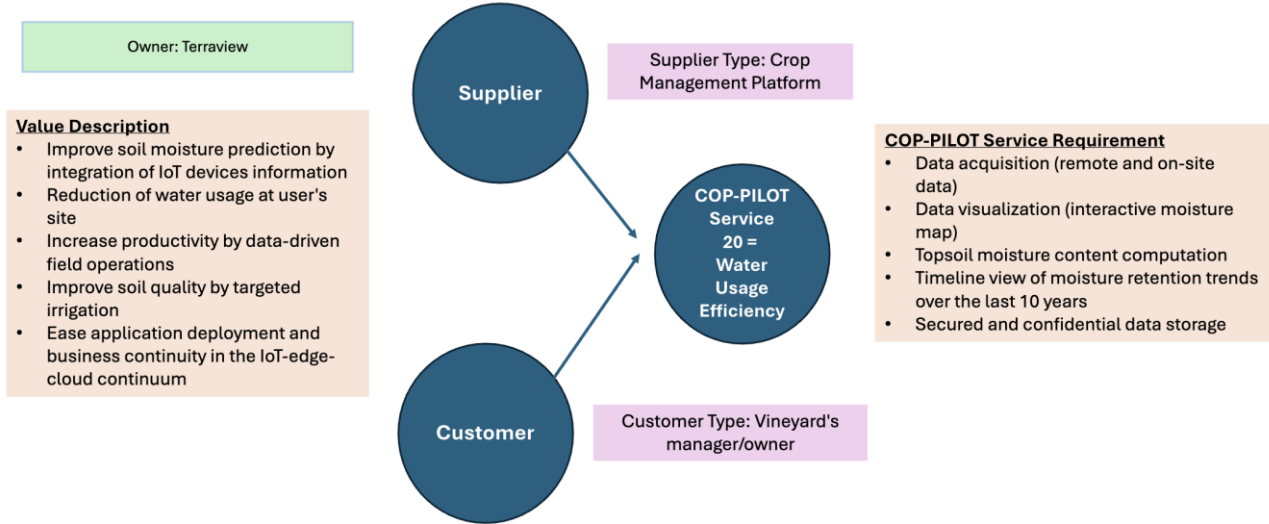 Owner: Terraview
Value Description
• Improve soil moisture prediction by
integration of IoT devices information
• Reduction of water usage at user's
site
• Increase productivity by data-driven
field operations
• Improve soil quality by targeted
irrigation
• Ease application deployment and
business continuity in the IoT-edge-
cloud continuum
Supplier
Supplier Type: Crop
Management Platform
COP-PILOT
Service
20 =
Water
Usage
Efficiency
Customer
Customer Type: Vineyard's
manager/owner
COP-PILOT Service Requirement
• Data acquisition (remote and on-site
data)
• Data visualization (interactive moisture
map)
• Topsoil moisture content computation
• Timeline view of moisture retention trends
over the last 10 years
• Secured and confidential data storage